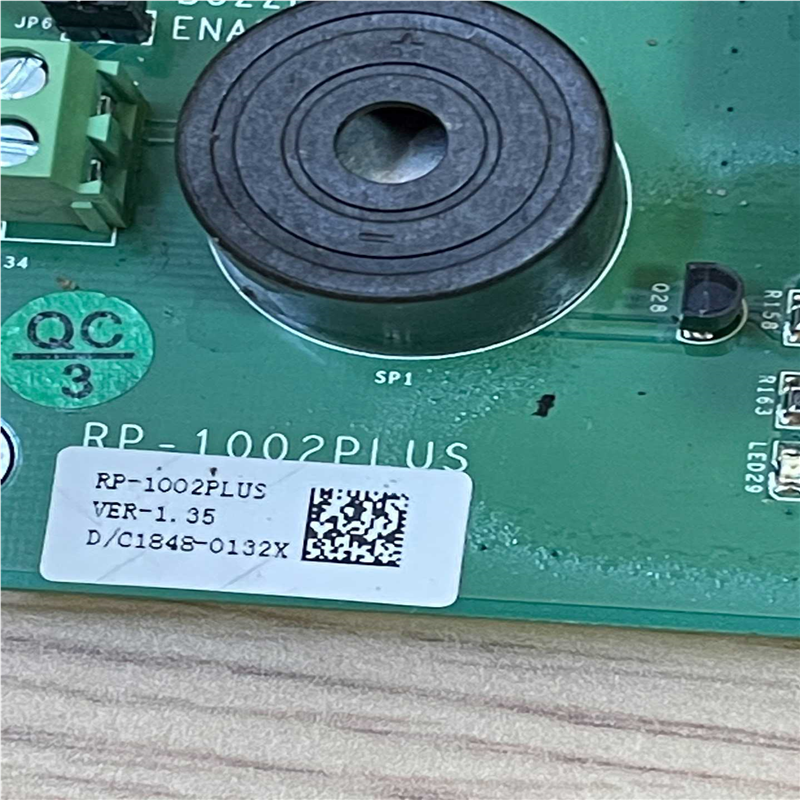 JP6
ENA
34
QC
3
SP1
Q28
R158
R163
LED29
RP-1002PLUS
RP-1002PLUS
VER-1.35
D/C1848-0132X